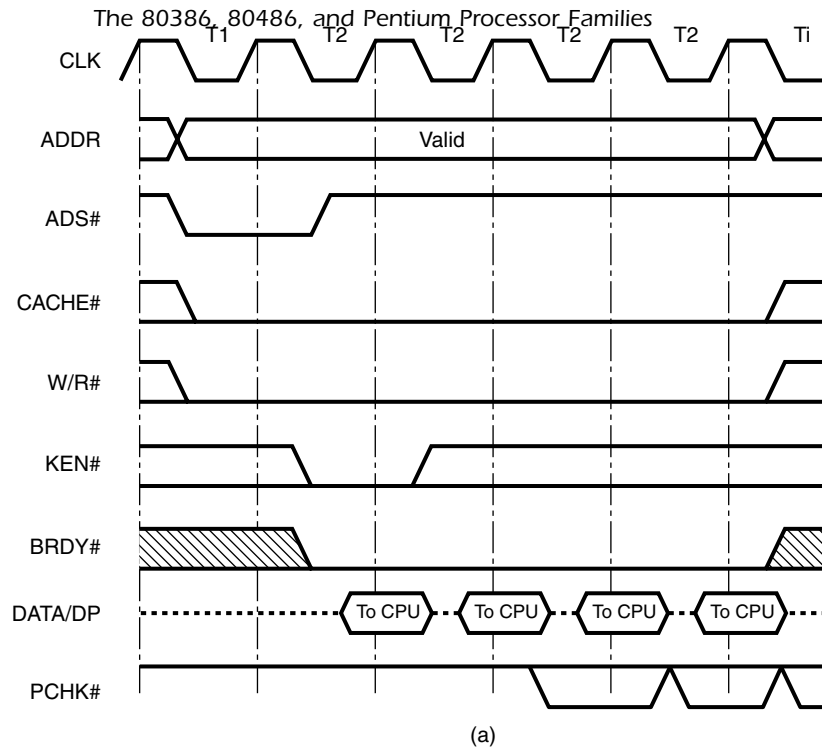 The 80386, 80486, and Pentium Processor Families
T1 T2 T2 T2 T2 Ti
CLK
ADDR Valid
ADS#
CACHE#
W/R#
KEN#
BRDY#
DATA/DP To CPU To CPU To CPU To CPU
PCHK#
(a)